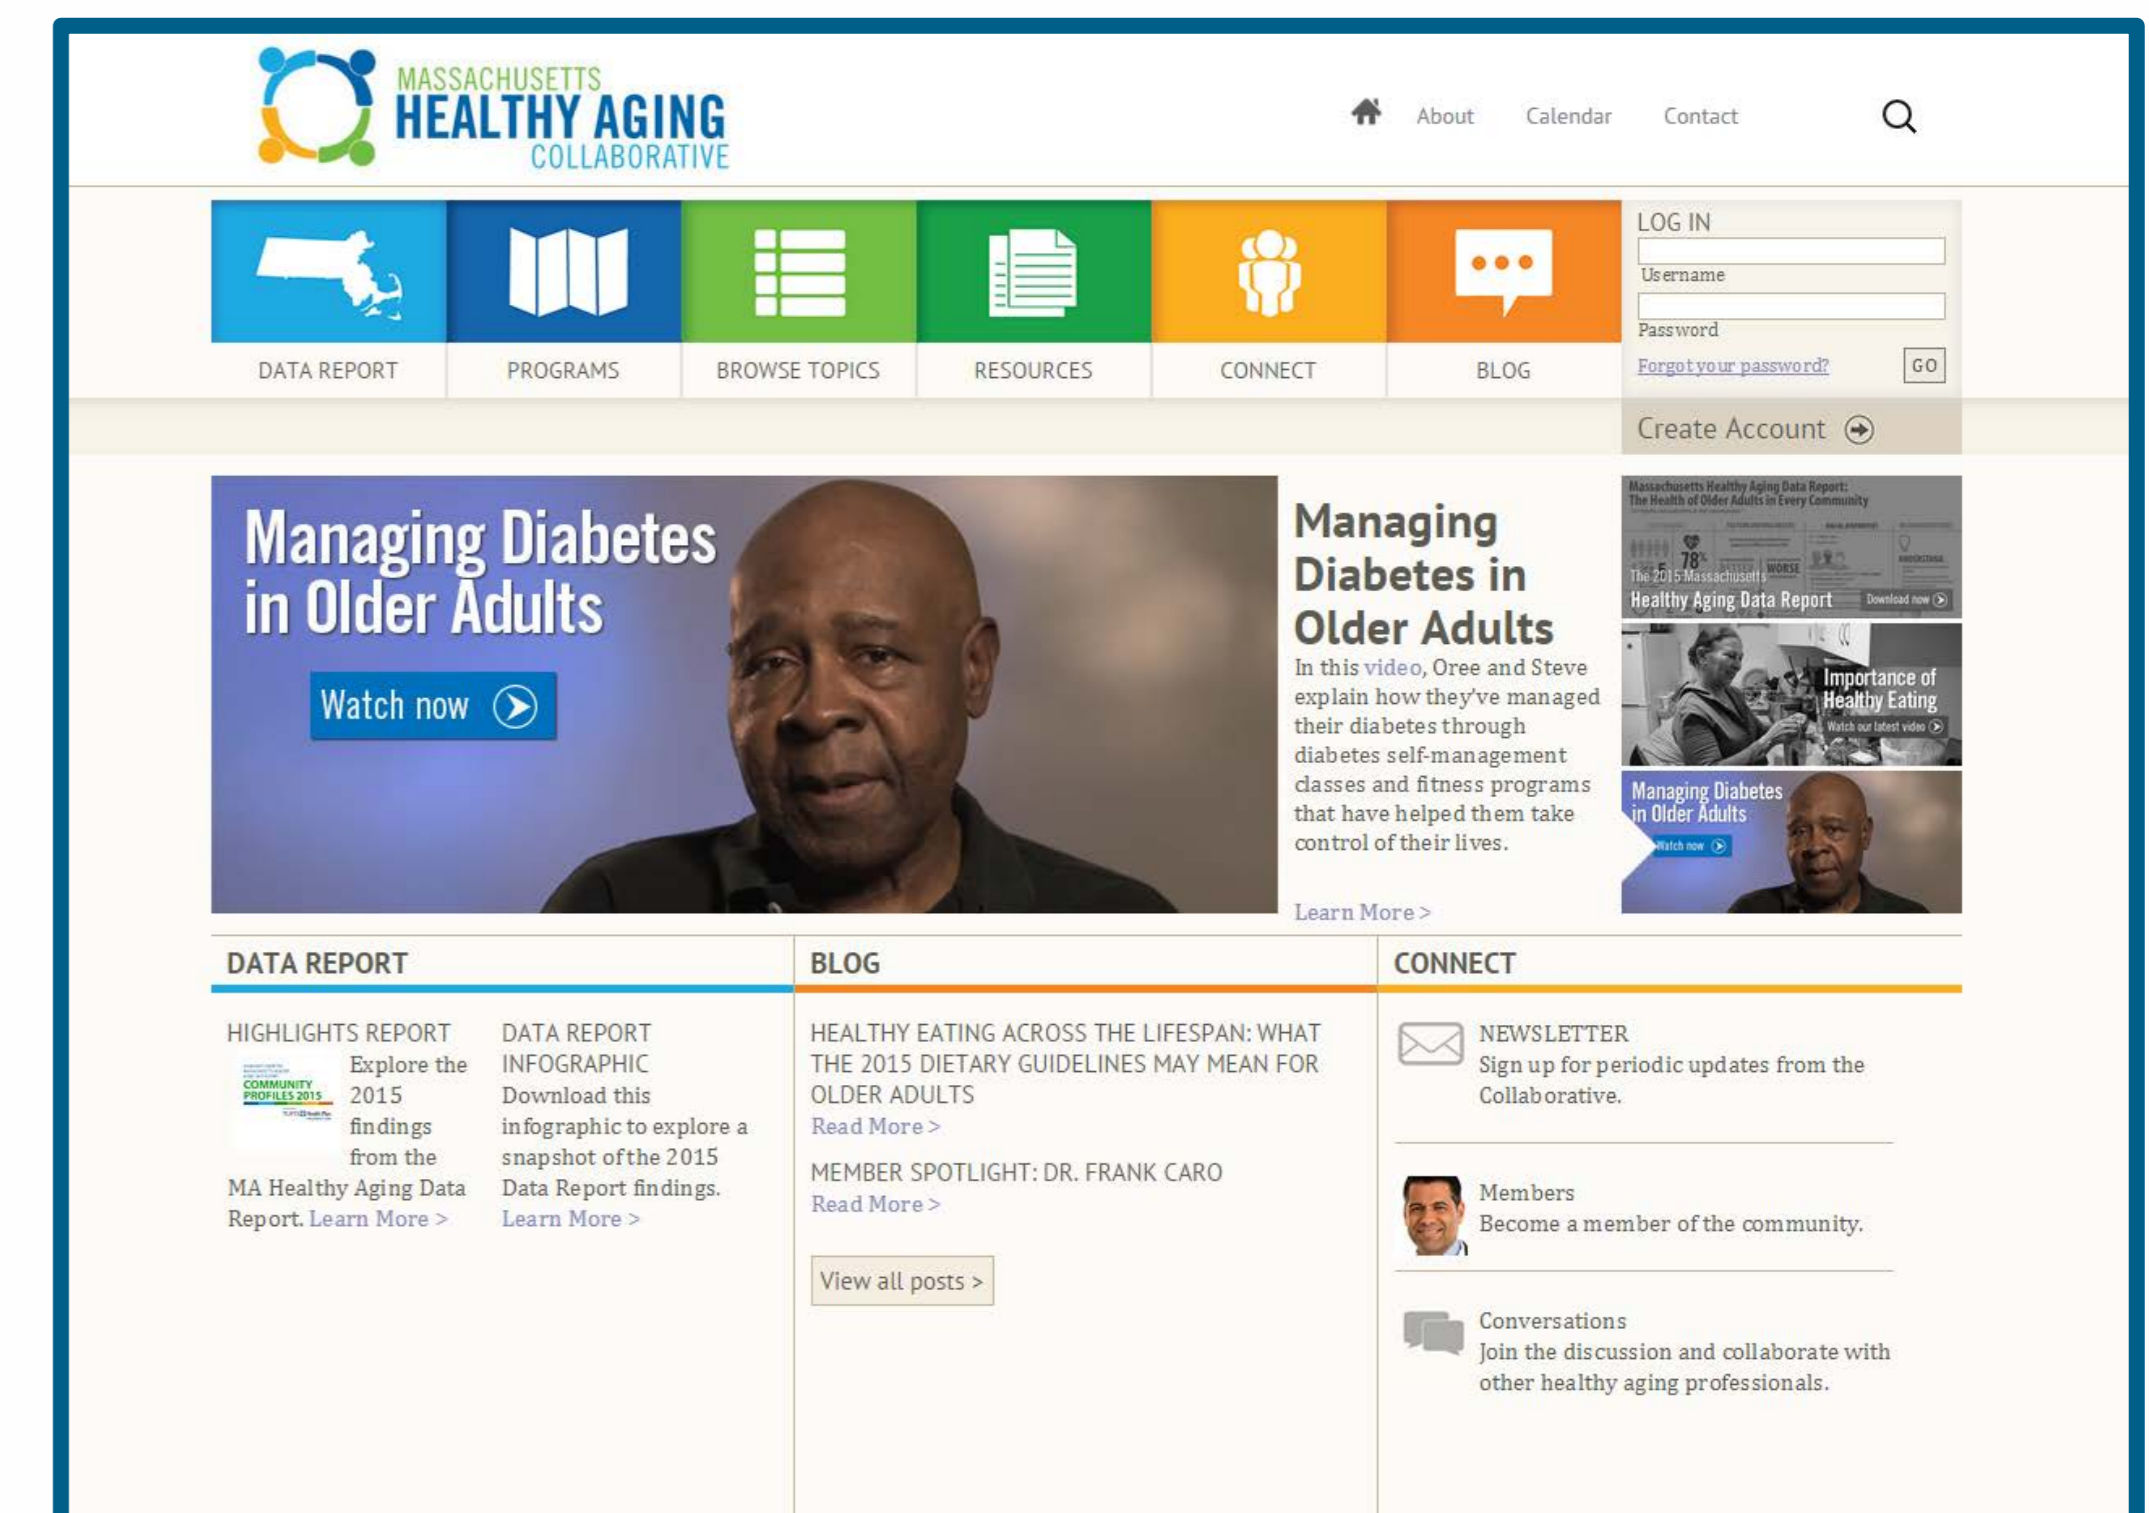 MASSACHUSETTS
HEALTHY AGING
COLLABORATIVE
About
Calendar
Contact
DATA REPORT
PROGRAMS
BROWSE TOPICS
RESOURCES
CONNECT
BLOG
LOG IN
Username
Password
Forgot your password?
GO
Create Account
Managing Diabetes
in Older Adults
Watch now
Managing
Diabetes in
Older Adults
In this video, Oree and Steve
explain how they've managed
their diabetes through
diabetes self-management
classes and fitness programs
that have helped them take
control of their lives.
Learn More >
Massachusetts Healthy Aging Data Report:
The Health of Older Adults in Every Community
78%
WORSE
The 2015 Massachusetts
Healthy Aging Data Report
Download now
Importance of
Healthy Eating
Watch our latest video
Managing Diabetes
in Older Adults
Watch now
DATA REPORT
HIGHLIGHTS REPORT
COMMUNITY
PROFILES 2015
Explore the
2015
findings
from the
MA Healthy Aging Data
Report. Learn More >
DATA REPORT
INFOGRAPHIC
Download this
infographic to explore a
snapshot of the 2015
Data Report findings.
Learn More >
BLOG
HEALTHY EATING ACROSS THE LIFESPAN: WHAT
THE 2015 DIETARY GUIDELINES MAY MEAN FOR
OLDER ADULTS
Read More >
MEMBER SPOTLIGHT: DR. FRANK CARO
Read More >
View all posts >
CONNECT
NEWSLETTER
Sign up for periodic updates from the
Collaborative.
Members
Become a member of the community.
Conversations
Join the discussion and collaborate with
other healthy aging professionals.